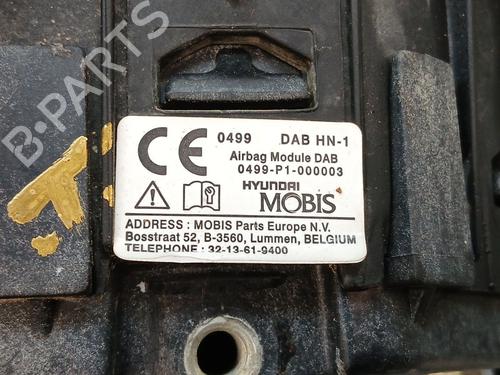 B-PARTS
CE 0499 DAB HN-1
Airbag Module DAB
0499-P1-000003
HYUNDAI
MOBIS
ADDRESS : MOBIS Parts Europe N.V.
Bosstraat 52, B-3560, Lummen, BELGIUM
TELEPHONE : 32-13-61-9400